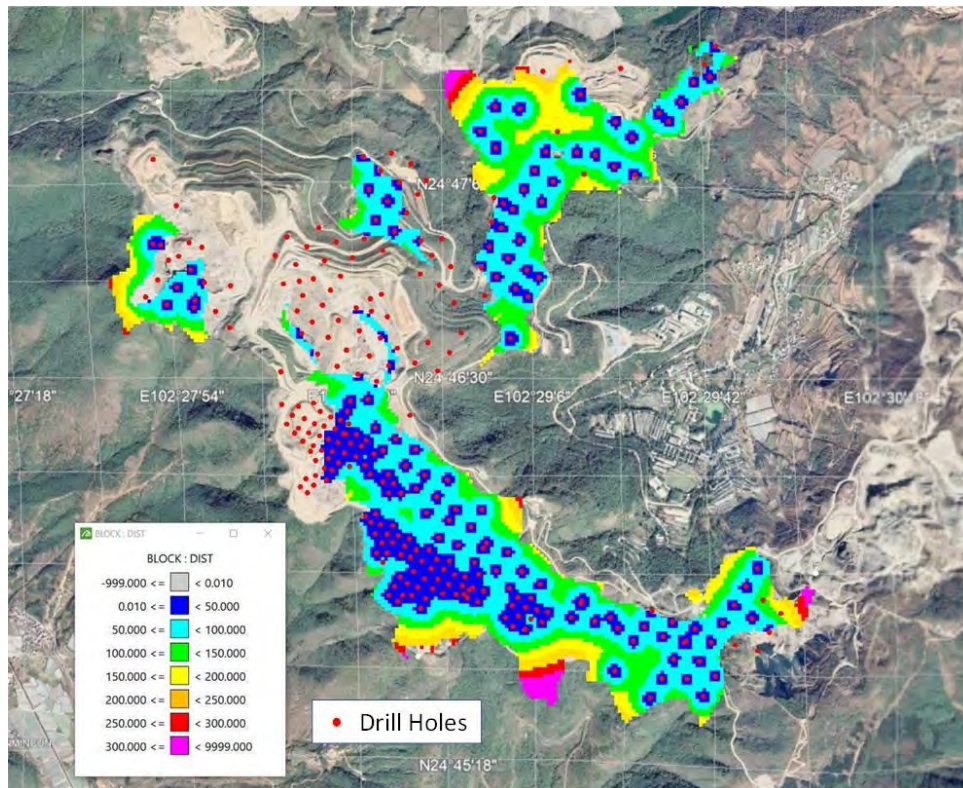 N24°47'6
N24°46'30"
27'18"
E102°27'54"
E102°29'6"
E102°29'42"
E102°30'18"
BLOCK : DIST
BLOCK : DIST
-999.000 <= < 0.010
0.010 <= < 50.000
50.000 <= < 100.000
100.000 <= < 150.000
150.000 <= < 200.000
200.000 <= < 250.000
250.000 <= < 300.000
300.000 <= < 9999.000
Drill Holes
N24°45'18"